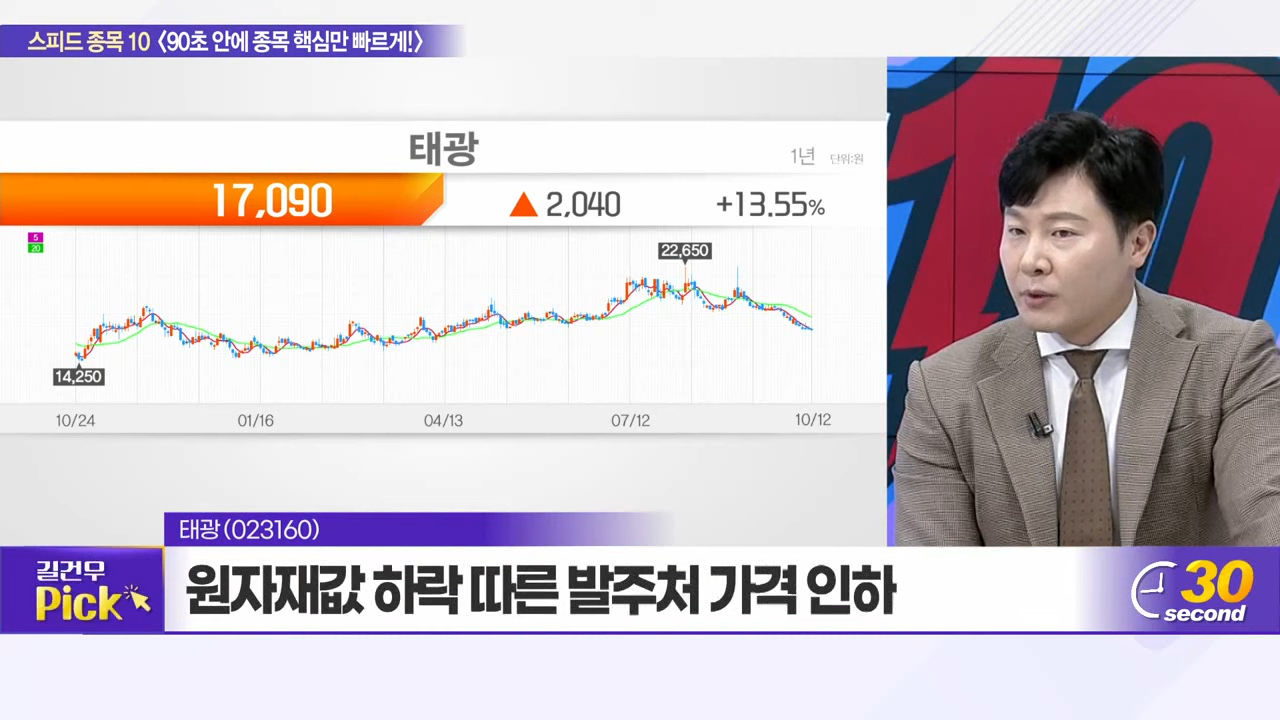 스피드 종목 10 〈90초 안에 종목 핵심만 빠르게!〉
태광
1년 단위:원
17,090 ▲ 2,040 +13.55%
5
20
22,650
14,250
10/24 01/16 04/13 07/12 10/12
태광(023160)
길건무
Pick
원자재값 하락 따른 발주처 가격 인하
30
second
10